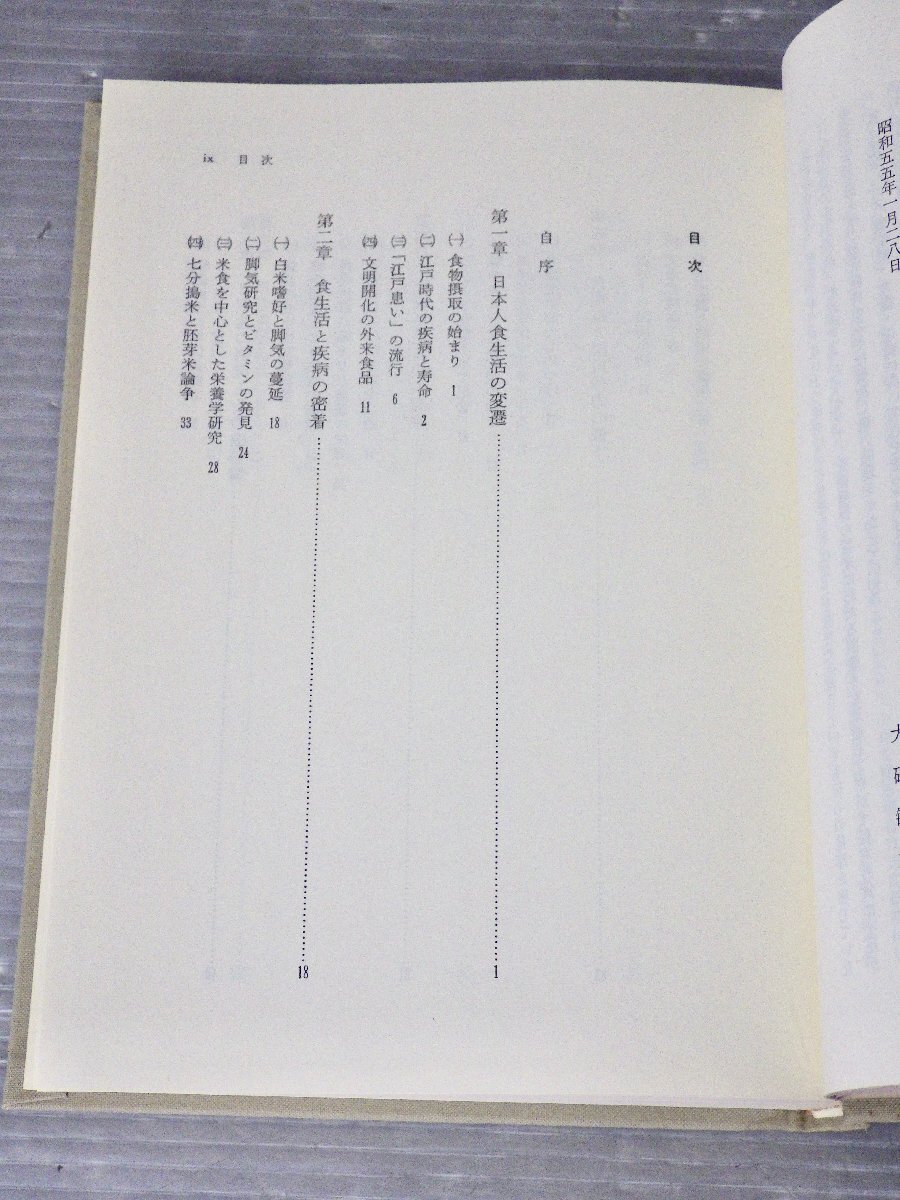 昭和五五年一月二八日
ix 目次
目次
自序
第一章 日本人食生活の変遷………1
㈠ 食物摂取の始まり 1
㈡ 江戸時代の疾病と寿命 2
㈢ 「江戸患い」の流行 6
㈣ 文明開化の外来食品 11
第二章 食生活と疾病の密着………18
㈠ 白米嗜好と脚気の蔓延 18
㈡ 脚気研究とビタミンの発見 24
㈢ 米食を中心とした栄養学研究 28
㈣ 七分搗米と胚芽米論争 33